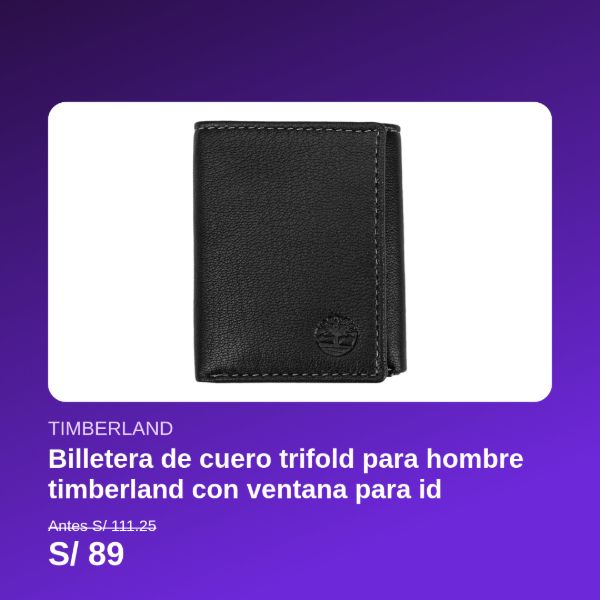 TIMBERLAND
Billetera de cuero trifold para hombre
timberland con ventana para id
Antes S/ 111.25
S/ 89